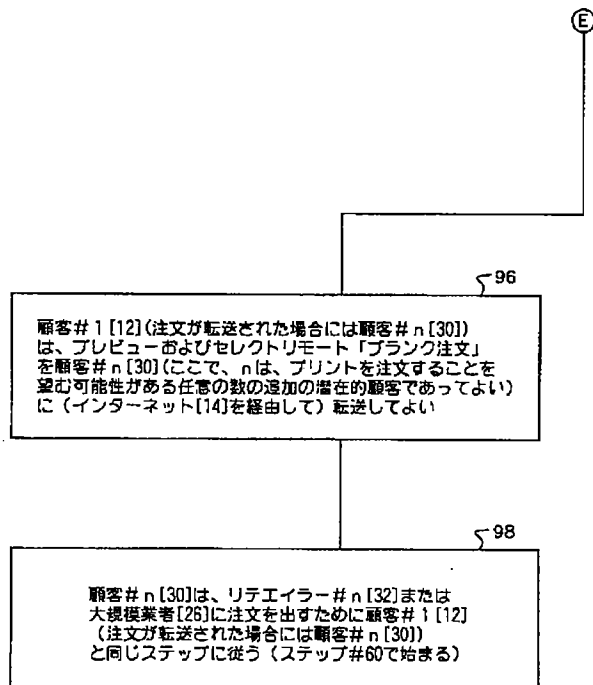 Ⓔ
96
顧客#1[12](注文が転送された場合には顧客#n[30])
は、プレビューおよびセレクトリモート「ブランク注文」
を顧客#n[30](ここで、nは、プリントを注文することを
望む可能性がある任意の数の追加の潜在的顧客であってよい)
に(インターネット[14]を経由して)転送してよい
98
顧客#n[30]は、リテエイラー#n[32]または
大規模業者[26]に注文を出すために顧客#1[12]
(注文が転送された場合には顧客#n[30])
と同じステップに従う(ステップ#60で始まる)